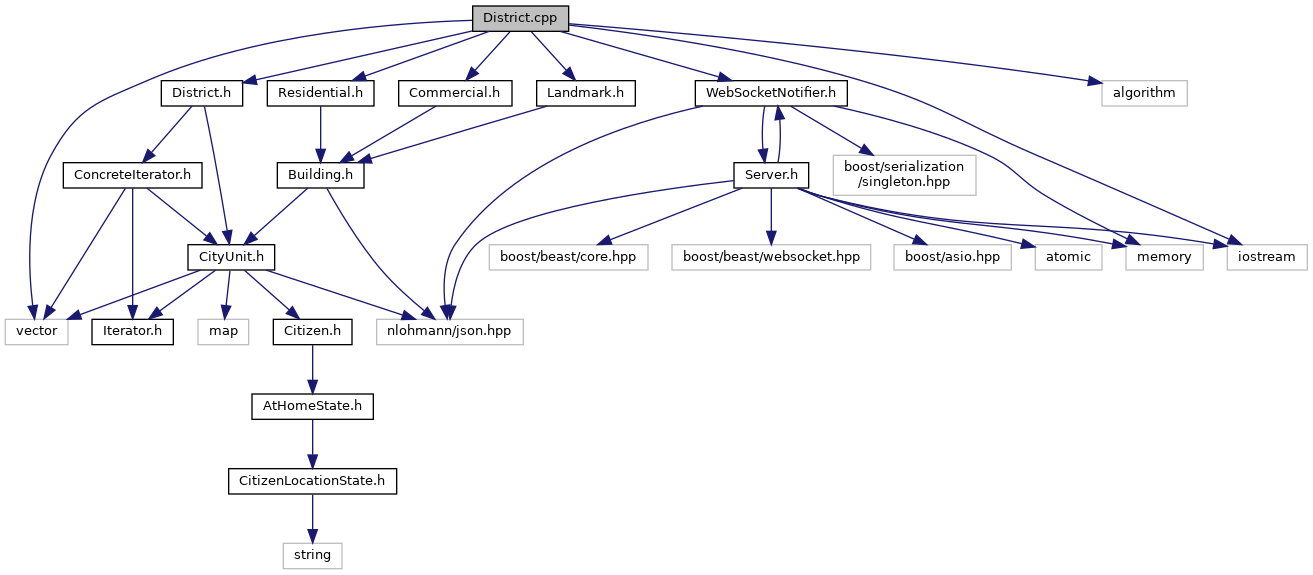 District.cpp
District.h
Residential.h
Commercial.h
Landmark.h
WebSocketNotifier.h
algorithm
ConcreteIterator.h
Building.h
Server.h
boost/serialization
/singleton.hpp
CityUnit.h
boost/beast/core.hpp
boost/beast/websocket.hpp
boost/asio.hpp
atomic
memory
iostream
vector
Iterator.h
map
Citizen.h
nlohmann/json.hpp
AtHomeState.h
CitizenLocationState.h
string